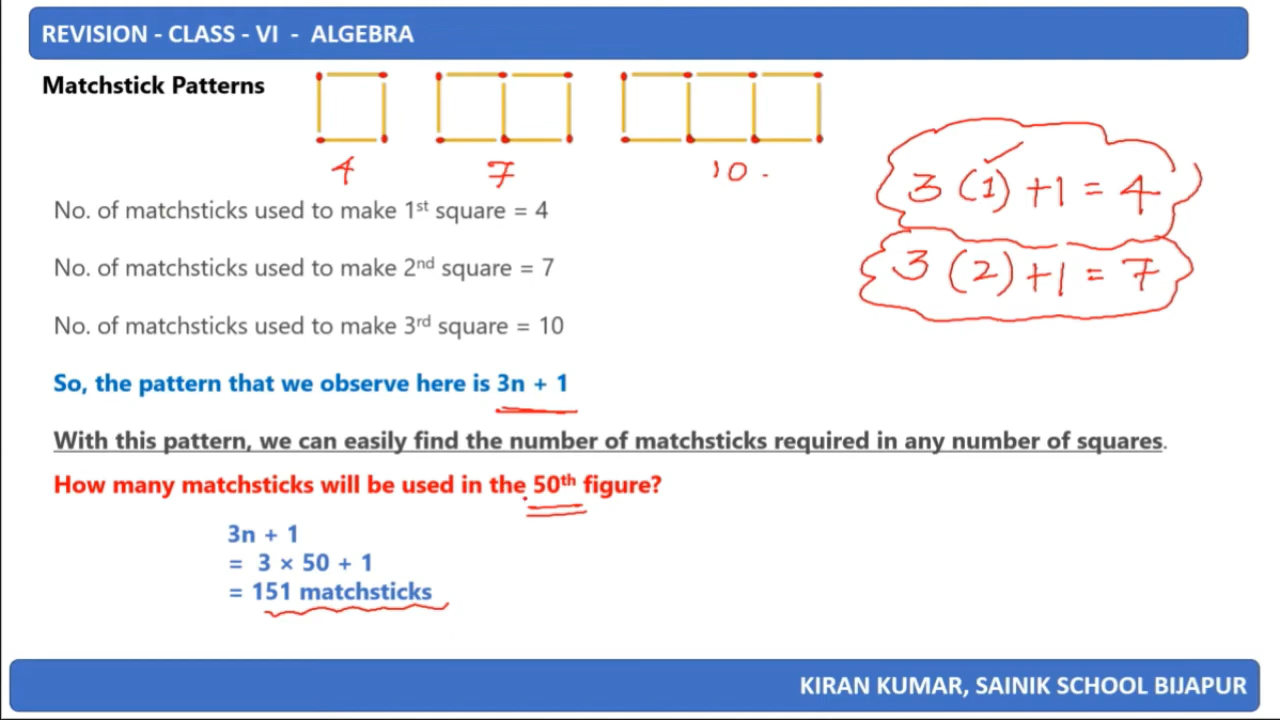 REVISION - CLASS - VI - ALGEBRA
Matchstick Patterns
4 7 10.
3 (1) + 1 = 4
No. of matchsticks used to make 1st square = 4
3 (2) + 1 = 7
No. of matchsticks used to make 2nd square = 7
No. of matchsticks used to make 3rd square = 10
So, the pattern that we observe here is 3n + 1
With this pattern, we can easily find the number of matchsticks required in any number of squares.
How many matchsticks will be used in the 50th figure?
3n + 1
= 3 × 50 + 1
= 151 matchsticks
KIRAN KUMAR, SAINIK SCHOOL BIJAPUR